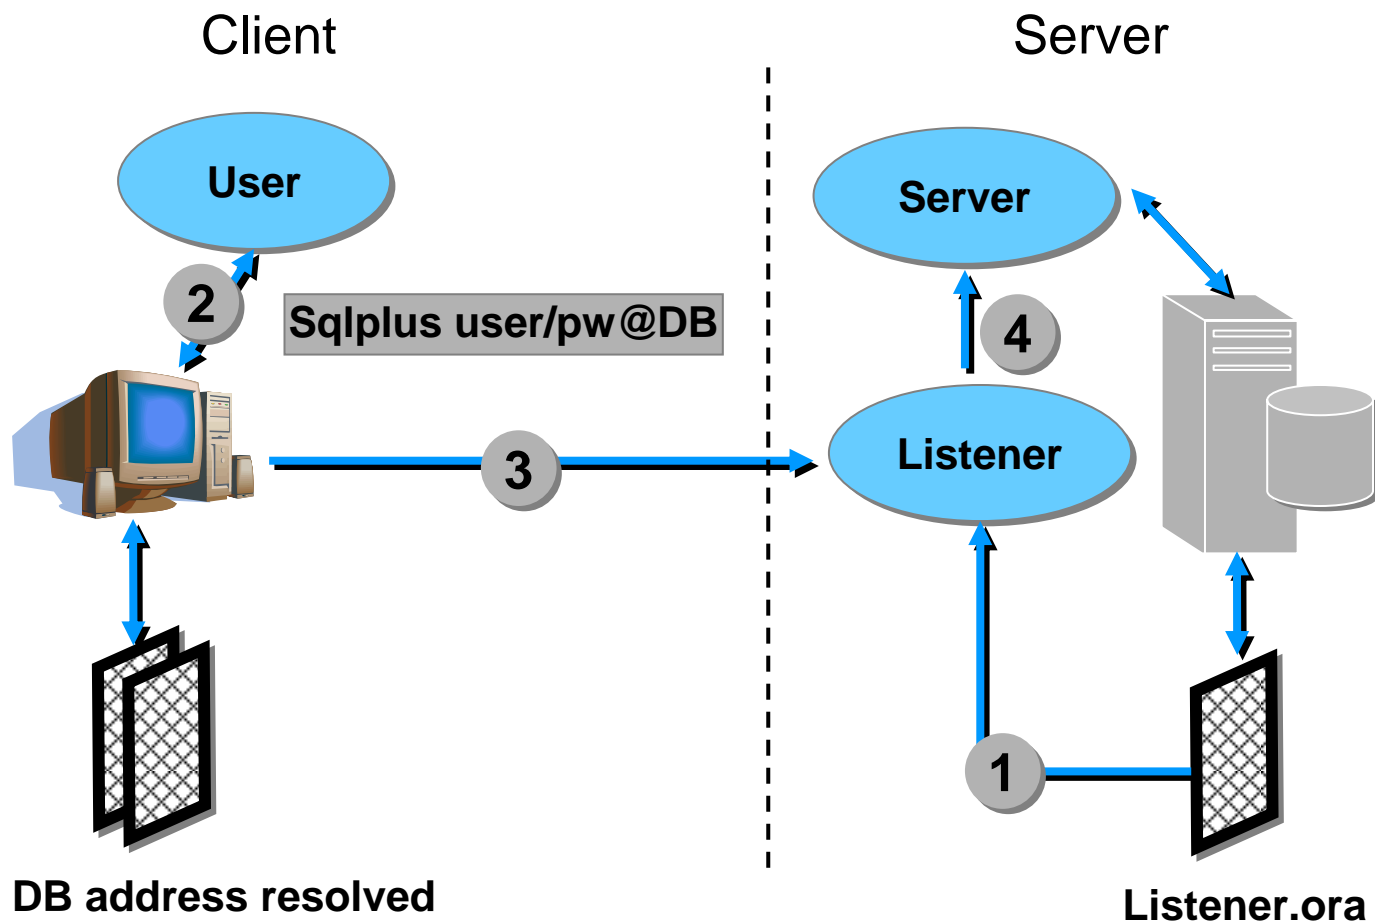 Client
Server
User
Server
2
Sqlplus user/pw@DB
4
Listener
3
1
DB address resolved
Listener.ora